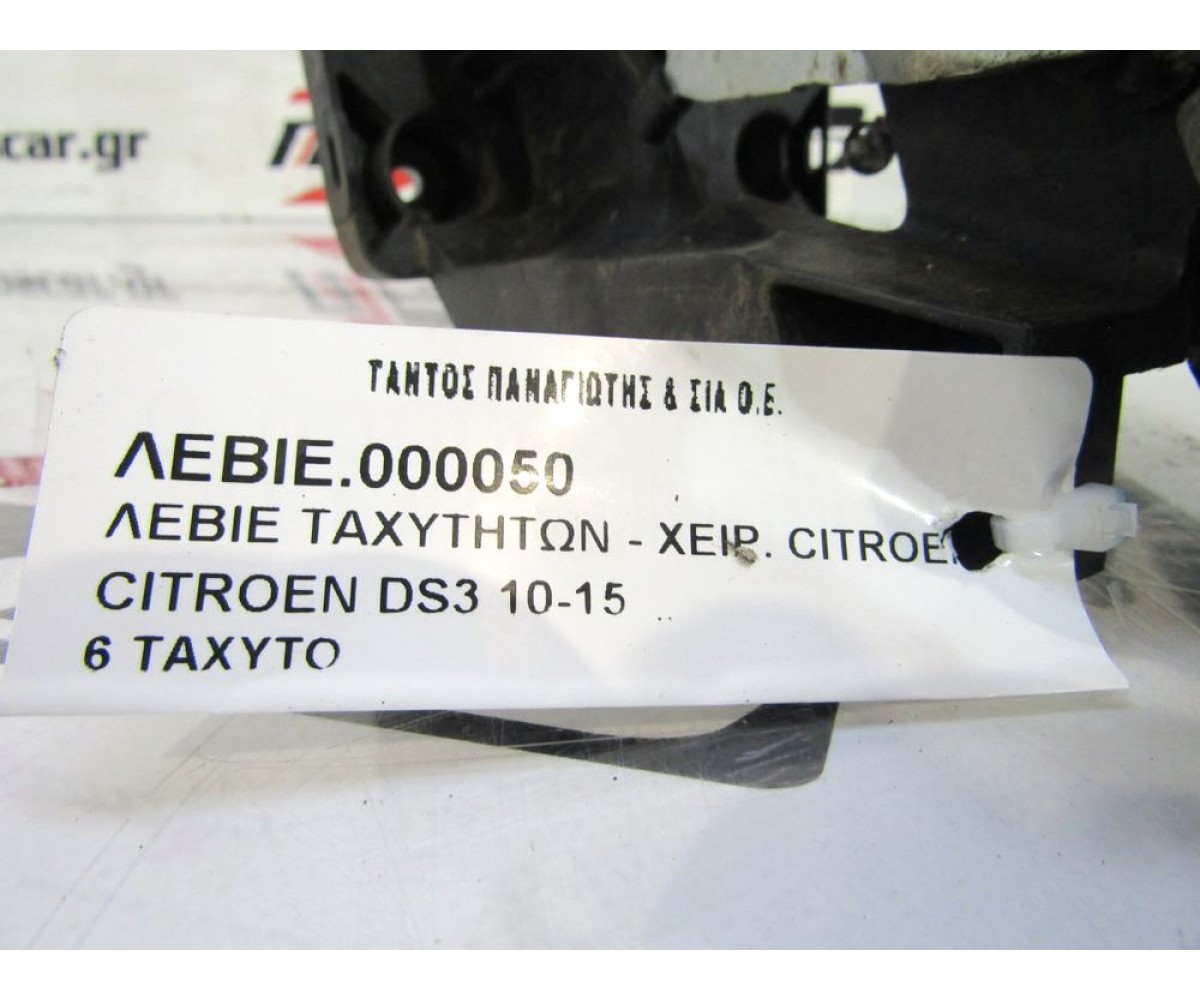 car.gr
ΤΑΝΤΟΣ ΠΑΝΑΓΙΩΤΗΣ & ΣΙΑ Ο.Ε.
ΛΕΒΙΕ.000050
ΛΕΒΙΕ ΤΑΧΥΤΗΤΩΝ - ΧΕΙΡ. CITROE
CITROEN DS3 10-15
6 ΤΑΧΥΤΟ